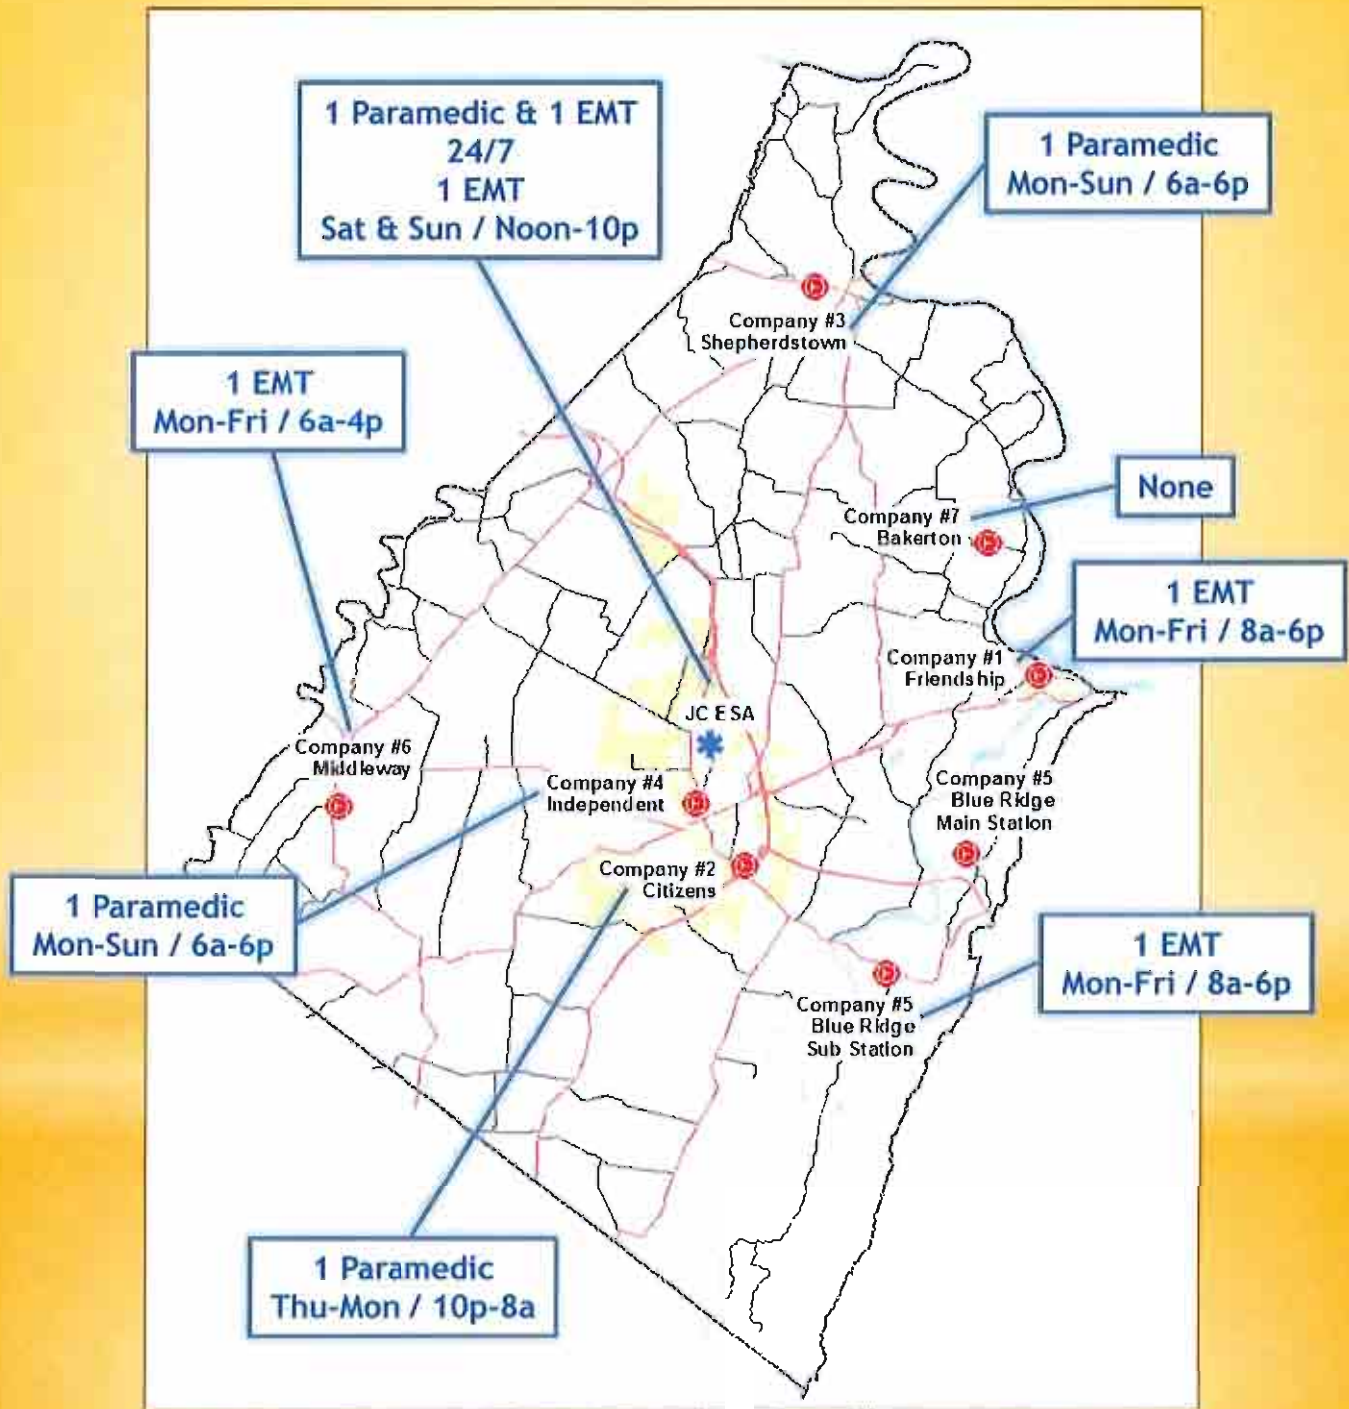 1 Paramedic & 1 EMT
24/7
1 EMT
Sat & Sun / Noon-10p
1 Paramedic
Mon-Sun / 6a-6p
Company #3
Shepherdstown
1 EMT
Mon-Fri / 6a-4p
None
Company #7
Bakerton
1 EMT
Mon-Fri / 8a-6p
Company #1
Friendship
JCESA
Company #6
Middleway
Company #4
Independent
Company #5
Blue Ridge
Main Station
Company #2
Citizens
1 Paramedic
Mon-Sun / 6a-6p
1 EMT
Mon-Fri / 8a-6p
Company #5
Blue Ridge
Sub Station
1 Paramedic
Thu-Mon / 10p-8a